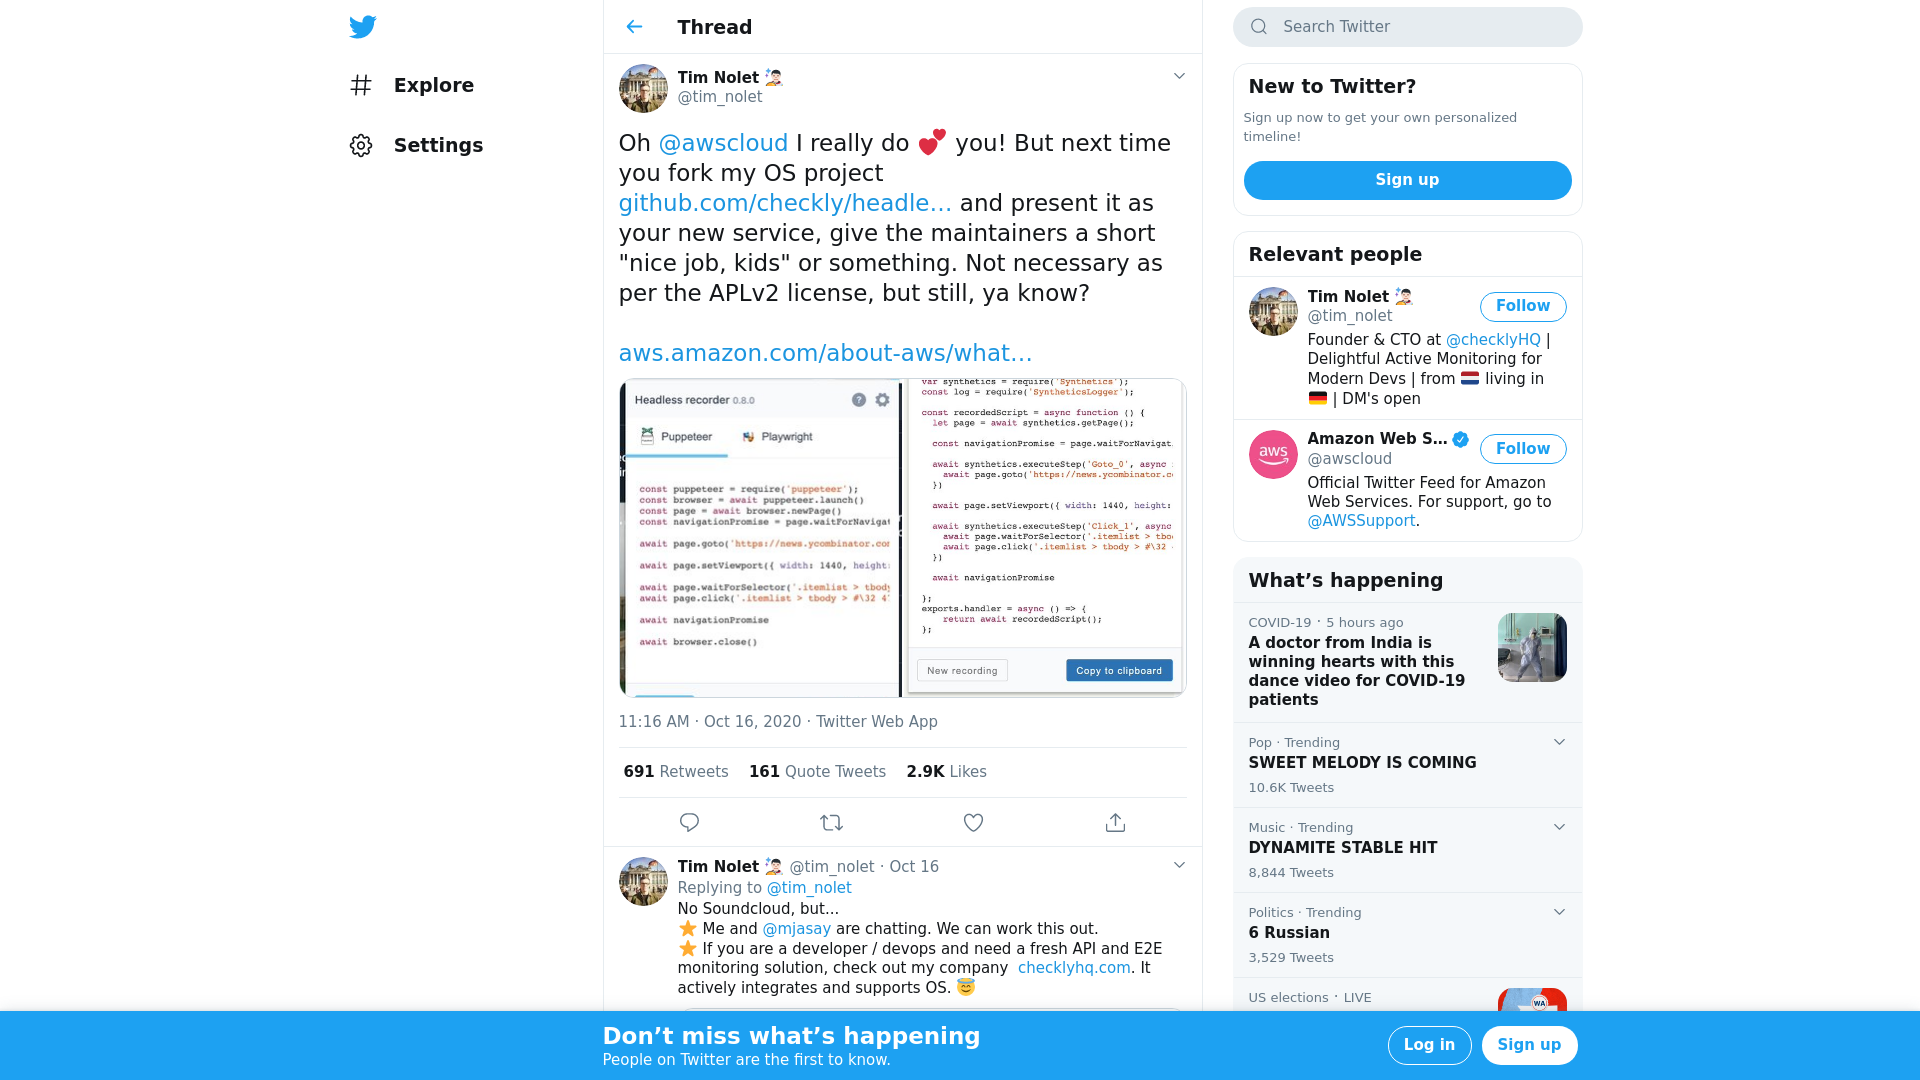 Explore
Settings
Thread
Tim Nolet
@tim_nolet
Oh @awscloud I really do 💕 you! But next time
you fork my OS project
github.com/checkly/headle… and present it as
your new service, give the maintainers a short
"nice job, kids" or something. Not necessary as
per the APLv2 license, but still, ya know?
aws.amazon.com/about-aws/what…
Headless recorder 0.8.0
Puppeteer
Playwright
const puppeteer = require('puppeteer');
const browser = await puppeteer.launch()
const page = await browser.newPage()
const navigationPromise = page.waitForNavigat
await page.goto('https://news.ycombinator.com
await page.setViewport({ width: 1440, height:
await page.waitForSelector('.itemlist > tbody
await page.click('.itemlist > tbody > #\32 4
await navigationPromise
await browser.close()
var synthetics = require('Synthetics');
const log = require('SyntheticsLogger');
const recordedScript = async function () {
let page = await synthetics.getPage();
const navigationPromise = page.waitForNavigat
await synthetics.executeStep('Goto_0', async
await page.goto('https://news.ycombinator.c
})
await page.setViewport({ width: 1440, height:
await synthetics.executeStep('Click_1', async
await page.waitForSelector('.itemlist > tbo
await page.click('.itemlist > tbody > #\32
})
await navigationPromise
};
exports.handler = async () => {
return await recordedScript();
};
New recording
Copy to clipboard
11:16 AM · Oct 16, 2020 · Twitter Web App
691 Retweets 161 Quote Tweets 2.9K Likes
Tim Nolet @tim_nolet · Oct 16
Replying to @tim_nolet
No Soundcloud, but...
⭐ Me and @mjasay are chatting. We can work this out.
⭐ If you are a developer / devops and need a fresh API and E2E
monitoring solution, check out my company checklyhq.com. It
actively integrates and supports OS. 😇
Search Twitter
New to Twitter?
Sign up now to get your own personalized
timeline!
Sign up
Relevant people
Tim Nolet
@tim_nolet
Follow
Founder & CTO at @checklyHQ |
Delightful Active Monitoring for
Modern Devs | from 🇳🇱 living in
🇩🇪 | DM's open
aws
Amazon Web S…
@awscloud
Follow
Official Twitter Feed for Amazon
Web Services. For support, go to
@AWSSupport.
What's happening
COVID-19 · 5 hours ago
A doctor from India is
winning hearts with this
dance video for COVID-19
patients
Pop · Trending
SWEET MELODY IS COMING
10.6K Tweets
Music · Trending
DYNAMITE STABLE HIT
8,844 Tweets
Politics · Trending
6 Russian
3,529 Tweets
US elections · LIVE
WA
Don't miss what's happening
People on Twitter are the first to know.
Log in
Sign up